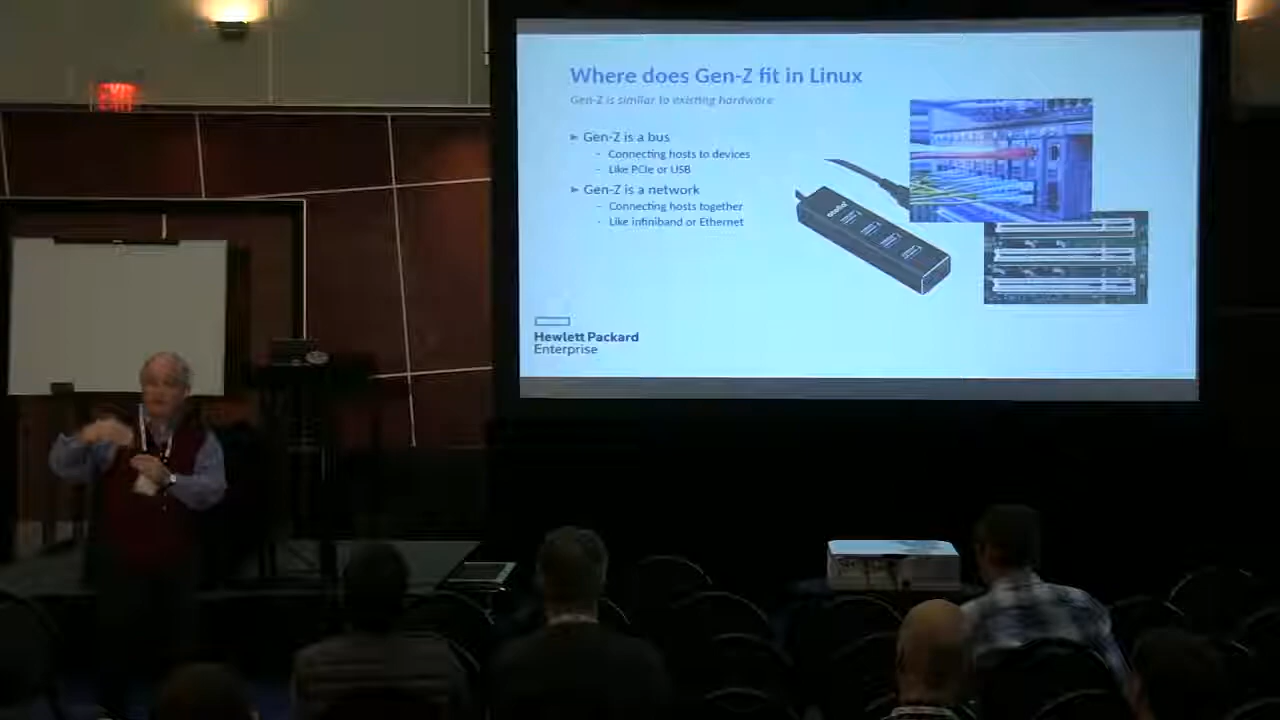 Where does Gen-Z fit in Linux
Gen-Z is similar to existing hardware
► Gen-Z is a bus
- Connecting hosts to devices
- Like PCIe or USB
► Gen-Z is a network
- Connecting hosts together
- Like infiniband or Ethernet
Hewlett Packard
Enterprise